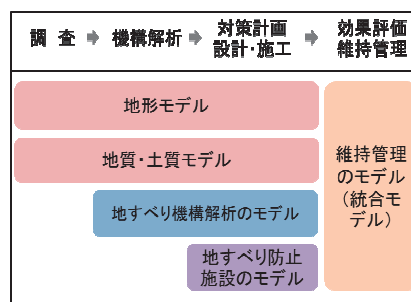 調 査 ➡ 機構解析 ➡ 対策計画 ➡ 効果評価
設計・施工 維持管理
地形モデル
地質・土質モデル
地すべり機構解析のモデル
地すべり防止
施設のモデル
維持管理
のモデル
（統合モ
デル）